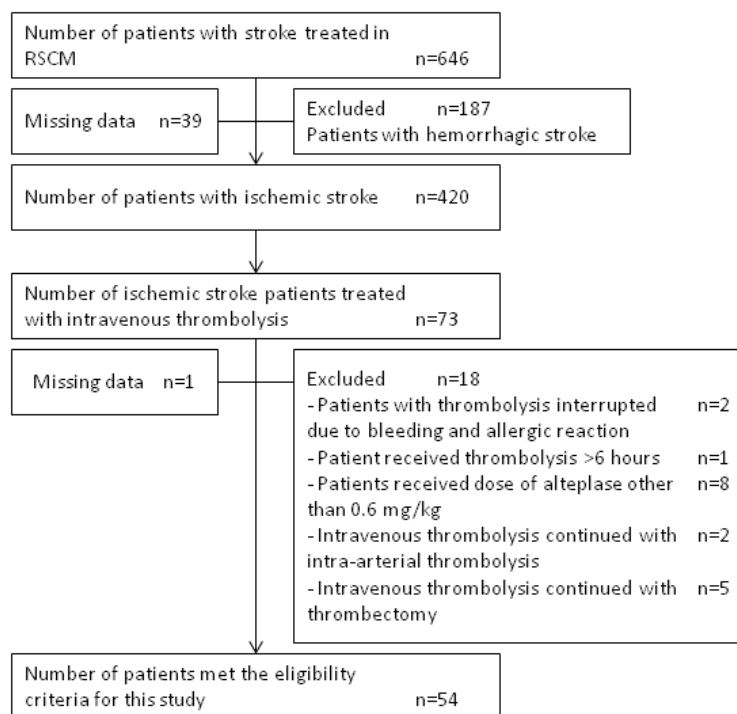 Number of patients with stroke treated in
RSCM n=646
Missing data n=39
Excluded n=187
Patients with hemorrhagic stroke
Number of patients with ischemic stroke n=420
Number of ischemic stroke patients treated
with intravenous thrombolysis n=73
Missing data n=1
Excluded n=18
-Patients with thrombolysis interrupted n=2
due to bleeding and allergic reaction
-Patient received thrombolysis >6 hours n=1
-Patients received dose of alteplase other n=8
than 0.6 mg/kg
-Intravenous thrombolysis continued with n=2
intra-arterial thrombolysis
-Intravenous thrombolysis continued with n=5
thrombectomy
Number of patients met the eligibility
criteria for this study n=54